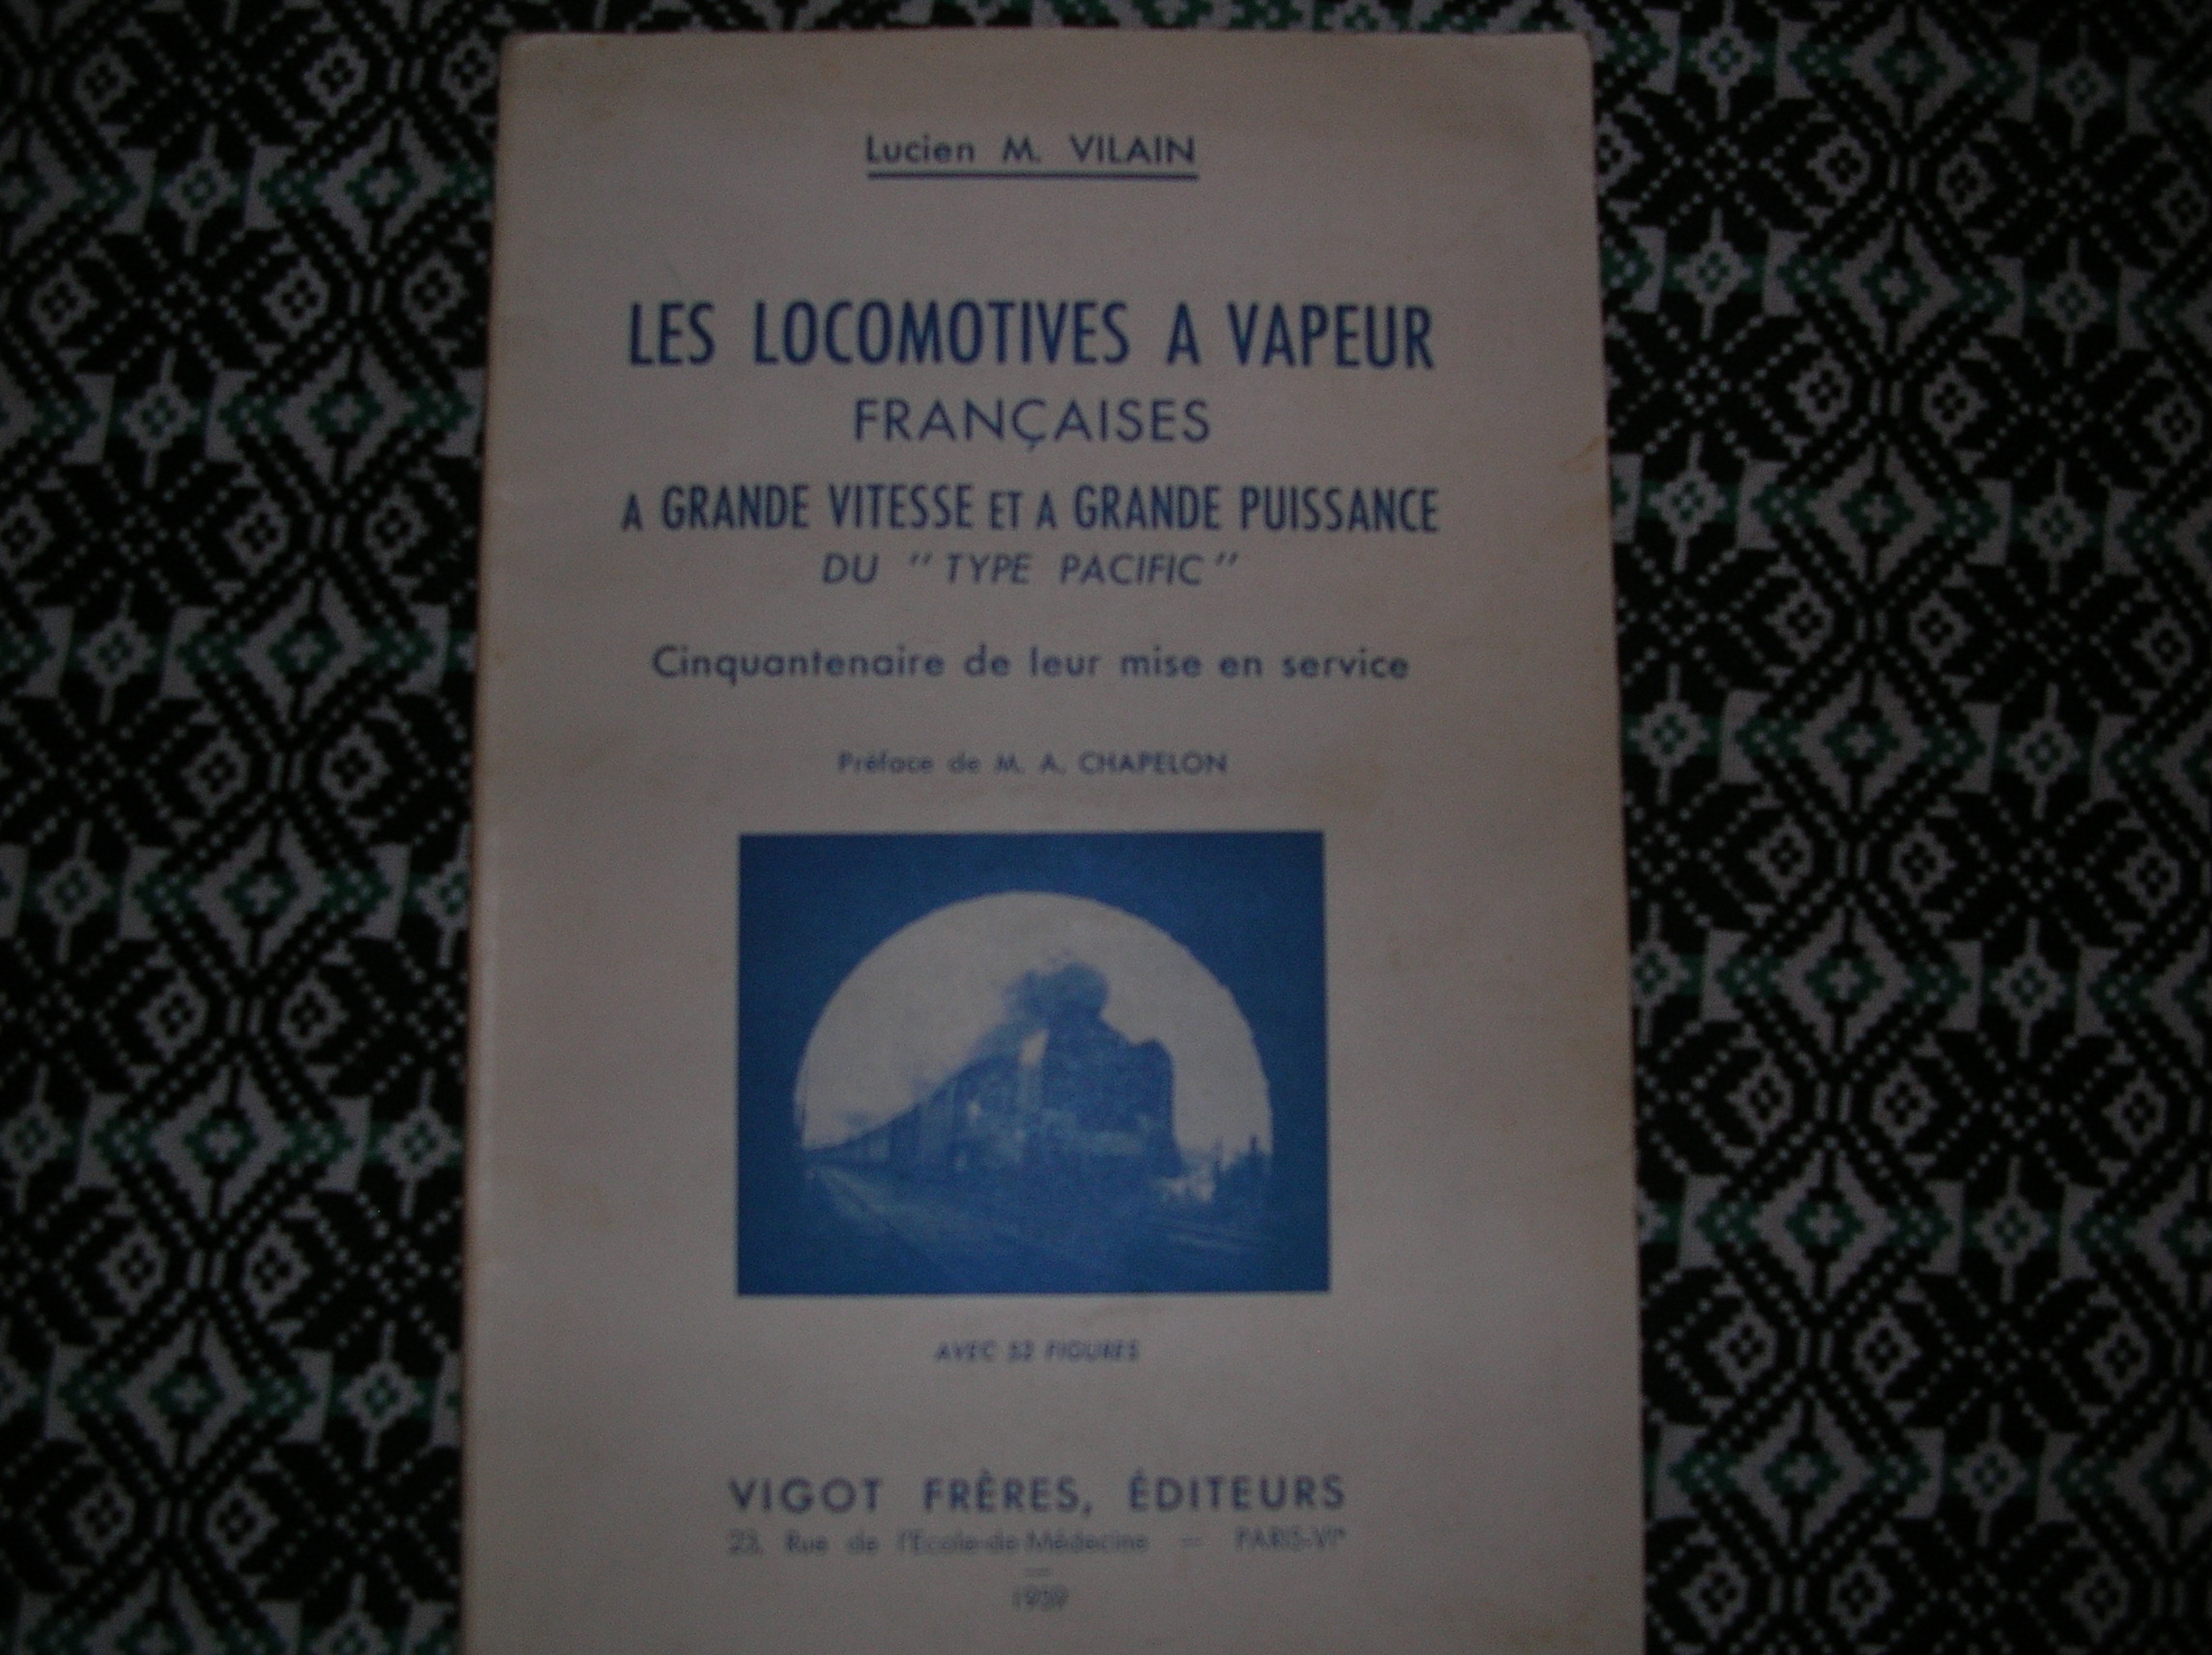 Lucien M. VILAIN
LES LOCOMOTIVES A VAPEUR
FRANÇAISES
A GRANDE VITESSE ET A GRANDE PUISSANCE
DU " TYPE PACIFIC "
Cinquantenaire de leur mise en service
Préface de M. A. CHAPELON
AVEC 52 FIGURES
VIGOT FRÈRES, ÉDITEURS
23, Rue de l'Ecole-de-Médecine — PARIS-VIe
1959